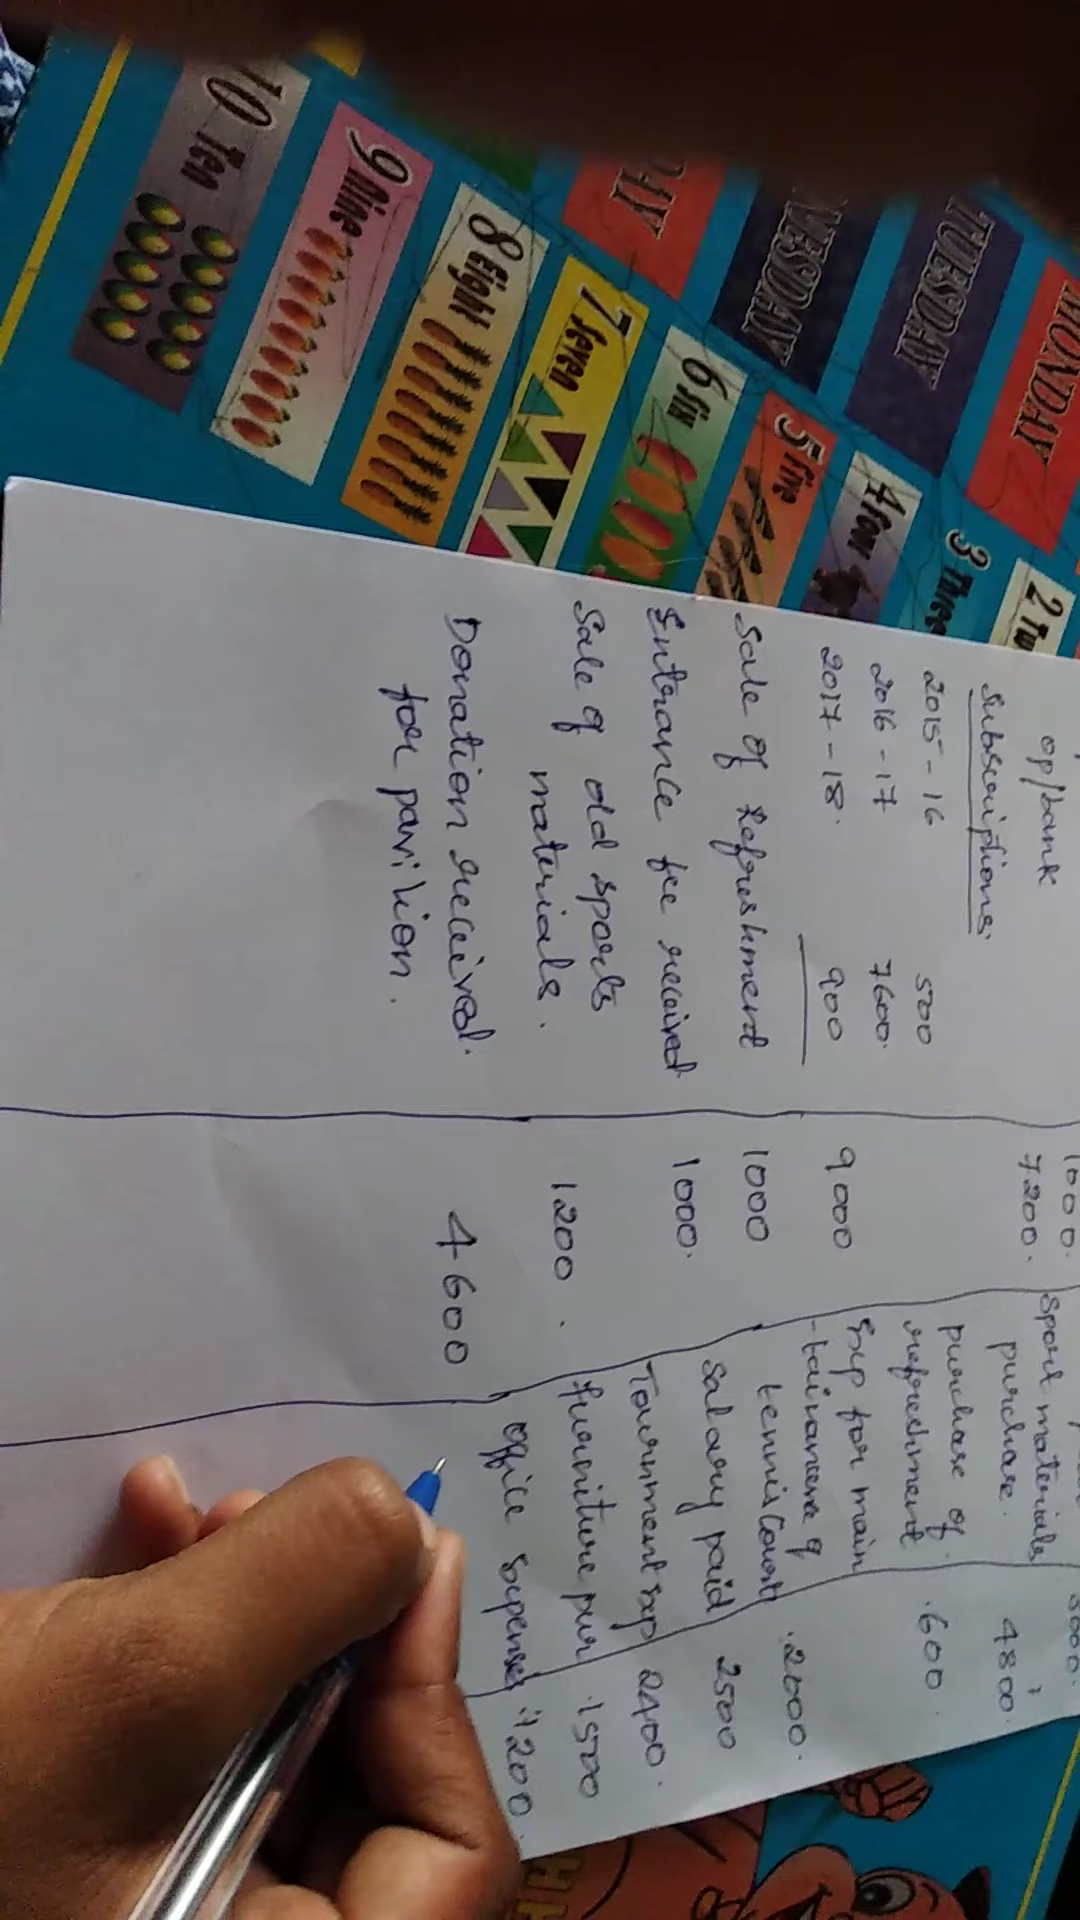 op/bank
Subscriptions
2015-16 500
2016-17 7600.
2017-18. 900
Sale of Refreshment
Entrance fee received
Sale of old sports
materials.
Donation received.
for pavilion.
1000.
7200.
9000
1000
1000.
1200.
4600
Sport materials
purchase.
purchase of
refreshment
Exp for main
-tainance of
tennis Court
Salary paid
Tournment Exp
furniture pur
office Expenses
4800.
.600
.2000.
2500
2400.
1500
1200
MONDAY
TUESDAY
10 Ten
9 Nine
8 Eight
7 Seven
6 Six
5 Five
4 Four
3 Three
2